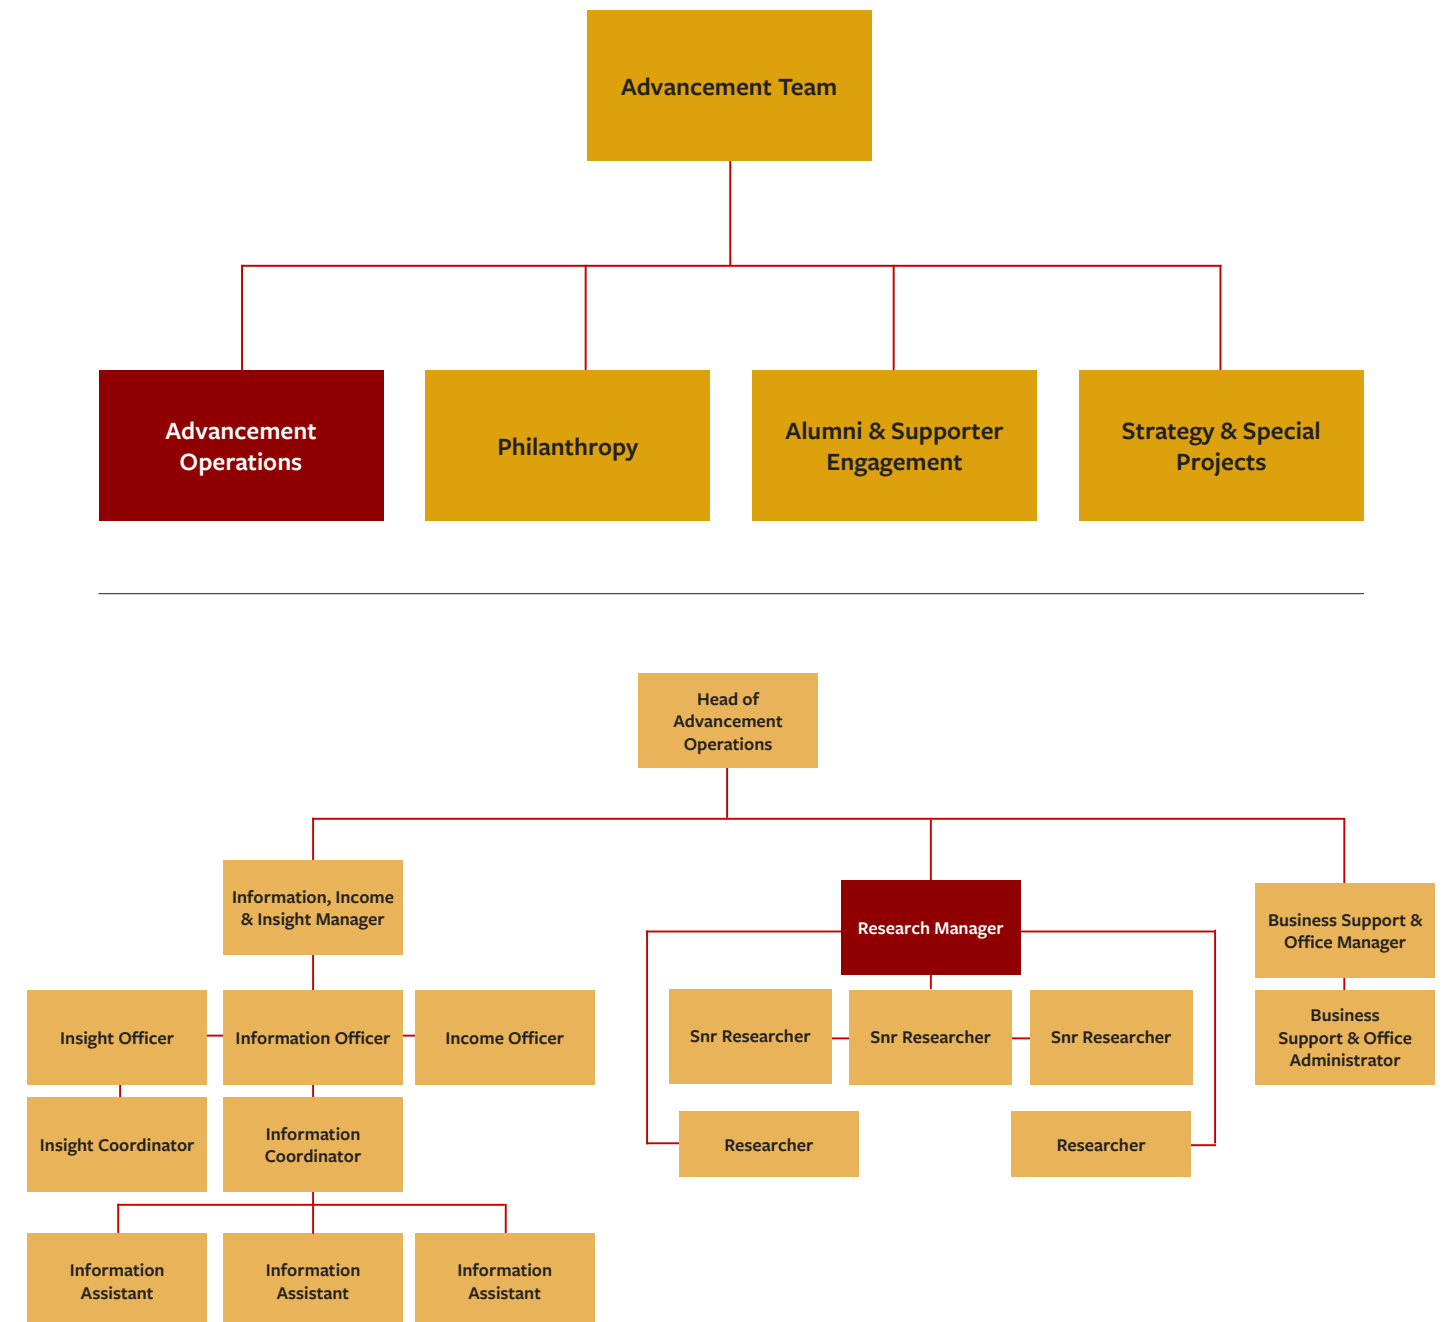 Advancement Team
Advancement
Operations
Philanthropy
Alumni & Supporter
Engagement
Strategy & Special
Projects
Head of
Advancement
Operations
Information, Income
& Insight Manager
Research Manager
Business Support &
Office Manager
Insight Officer
Information Officer
Income Officer
Snr Researcher
Snr Researcher
Snr Researcher
Business
Support & Office
Administrator
Insight Coordinator
Information
Coordinator
Researcher
Researcher
Information
Assistant
Information
Assistant
Information
Assistant